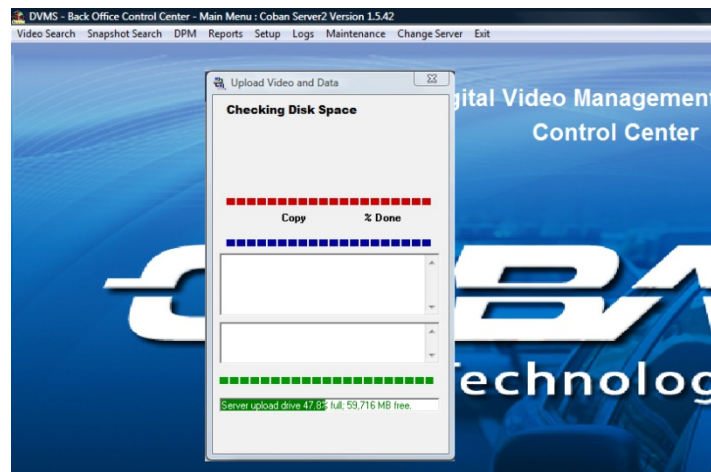 DVMS - Back Office Control Center - Main Menu : Coban Server2 Version 1.5.42
Video Search Snapshot Search DPM Reports Setup Logs Maintenance Change Server Exit
Upload Video and Data
Checking Disk Space
Copy % Done
Server upload drive 47.8% full; 59,716 MB free.
igital Video Managemen
Control Center
echnolog